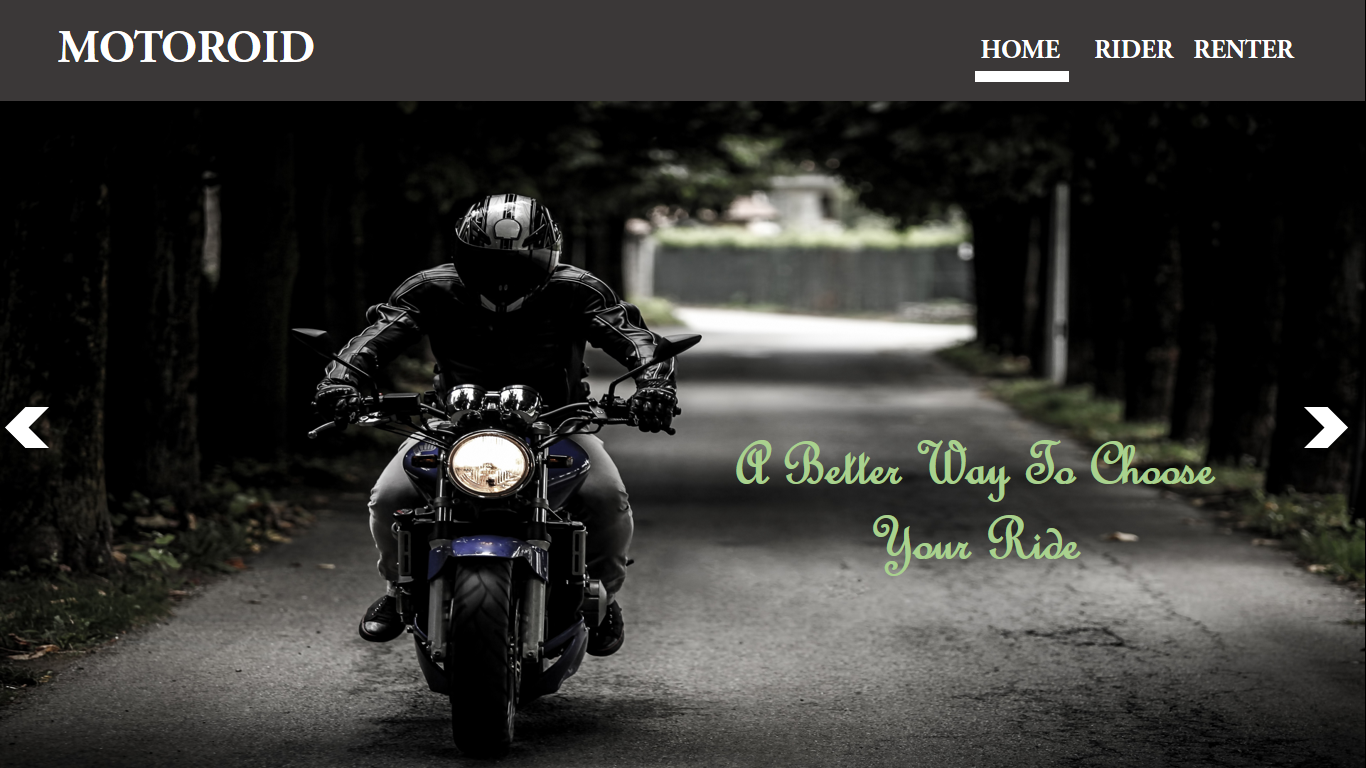 MOTOROID
HOME RIDER RENTER
A Better Way To Choose
Your Ride